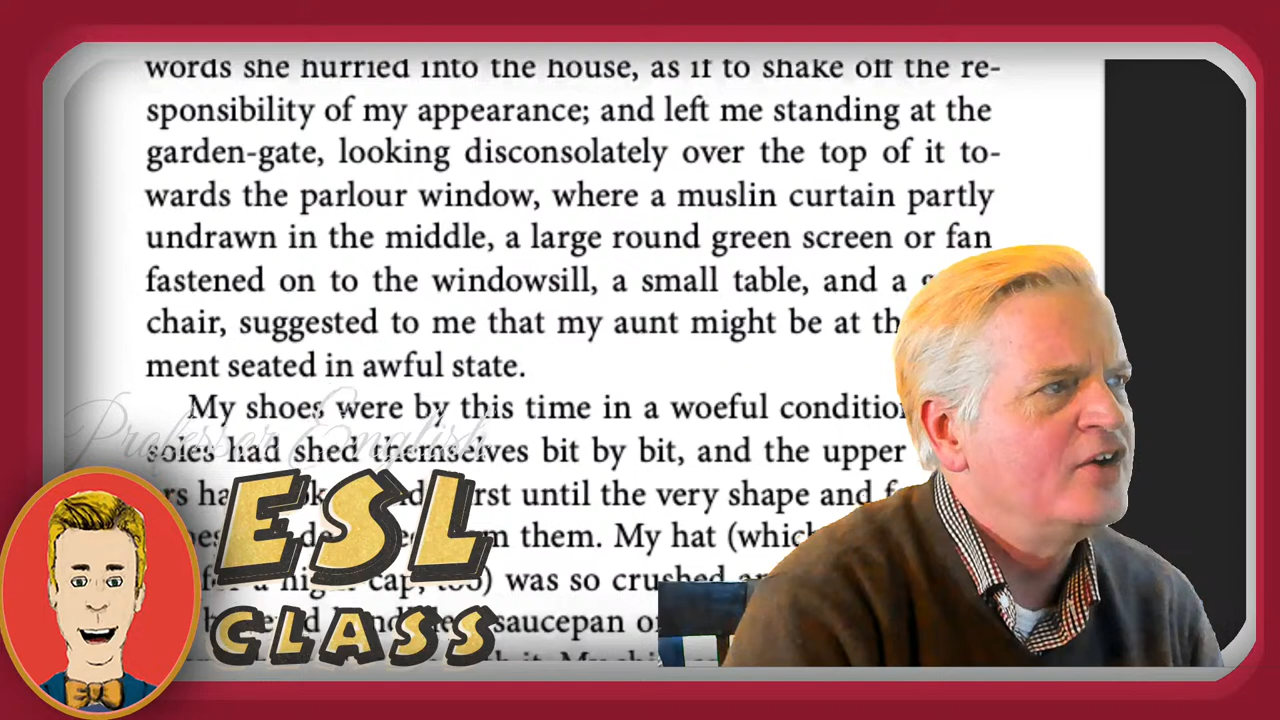 words she hurried into the house, as if to shake off the re-
sponsibility of my appearance; and left me standing at the
garden-gate, looking disconsolately over the top of it to-
wards the parlour window, where a muslin curtain partly
undrawn in the middle, a large round green screen or fan
fastened on to the windowsill, a small table, and a
chair, suggested to me that my aunt might be at
ment seated in awful state.
My shoes were by this time in a woeful
soles had shed themselves bit by bit, and the upper
until the very shape and
them. My hat
was so crushed
saucepan
Professor English
ESL
CLASS